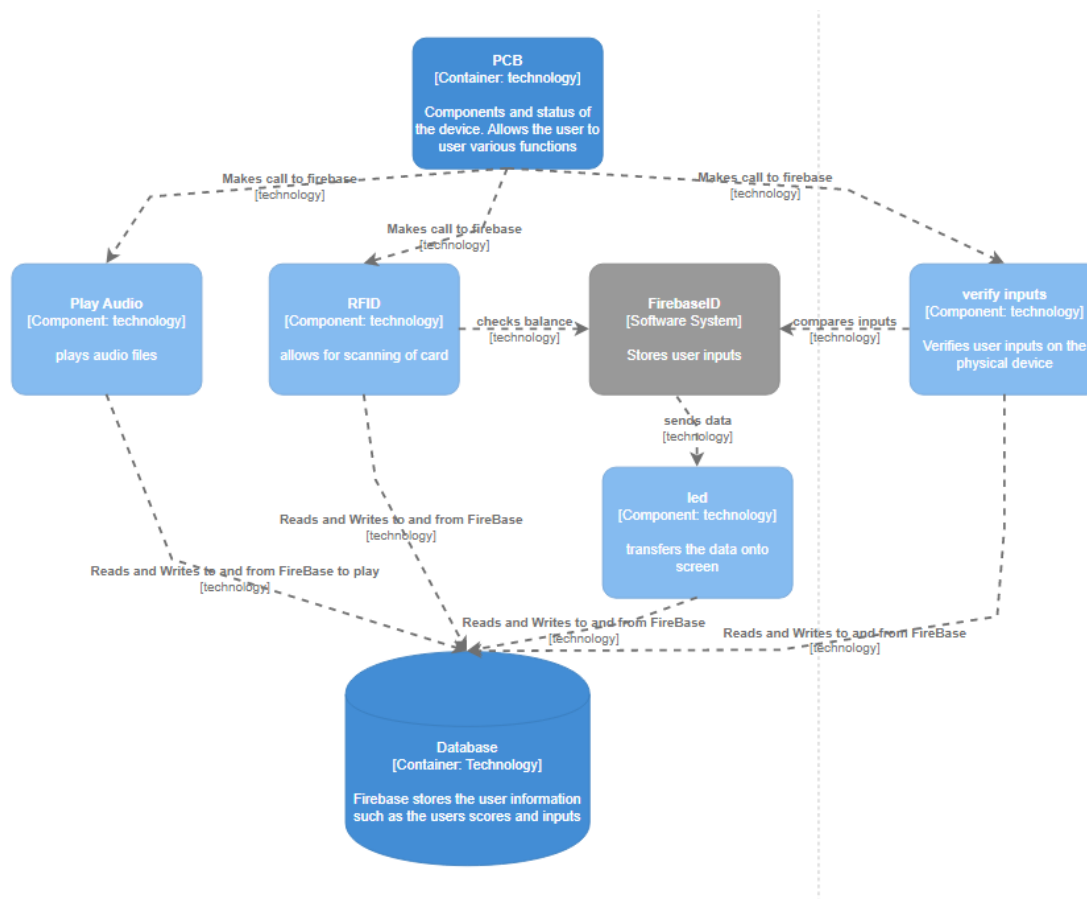 PCB
[Container: technology]
Components and status of
the device. Allows the user to
user various functions
Makes call to firebase
[technology]
Makes call to firebase
[technology]
Makes call to firebase
[technology]
Play Audio
[Component: technology]
plays audio files
RFID
[Component: technology]
allows for scanning of card
checks balance
[technology]
FirebaseID
[Software System]
Stores user inputs
compares inputs
[technology]
verify inputs
[Component: technology]
Verifies user inputs on the
physical device
sends data
[technology]
led
[Component: technology]
transfers the data onto
screen
Reads and Writes to and from FireBase
[technology]
Reads and Writes to and from FireBase to play
[technology]
Reads and Writes to and from FireBase
[technology]
Reads and Writes to and from FireBase
[technology]
Database
[Container: Technology]
Firebase stores the user information
such as the users scores and inputs